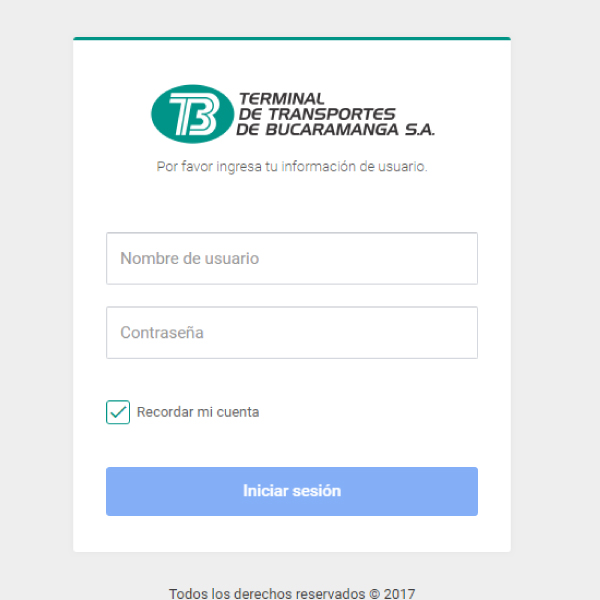 TB
TERMINAL
DE TRANSPORTES
DE BUCARAMANGA S.A.
Por favor ingresa tu información de usuario.
Nombre de usuario
Contraseña
Recordar mi cuenta
Iniciar sesión
Todos los derechos reservados © 2017